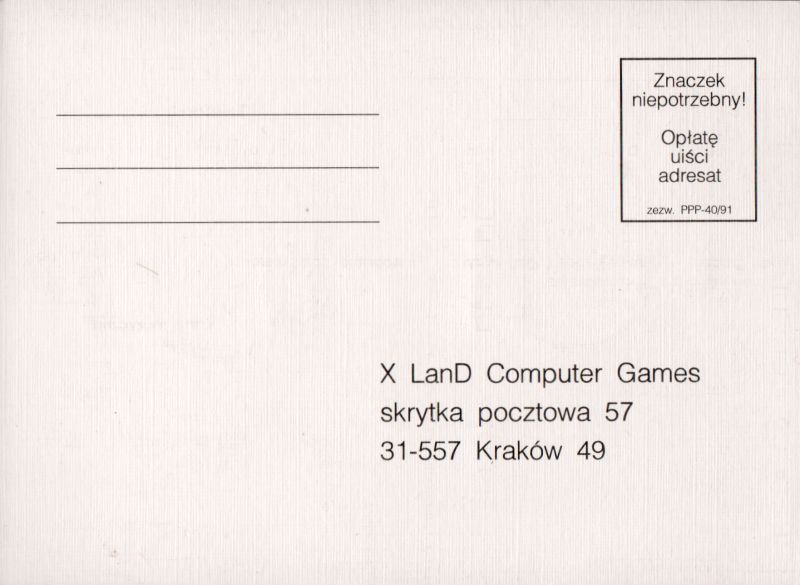 Znaczek
niepotrzebny!
Opłatę
uiści
adresat
zezw. PPP-40/91
X LanD Computer Games
skrytka pocztowa 57
31-557 Kraków 49